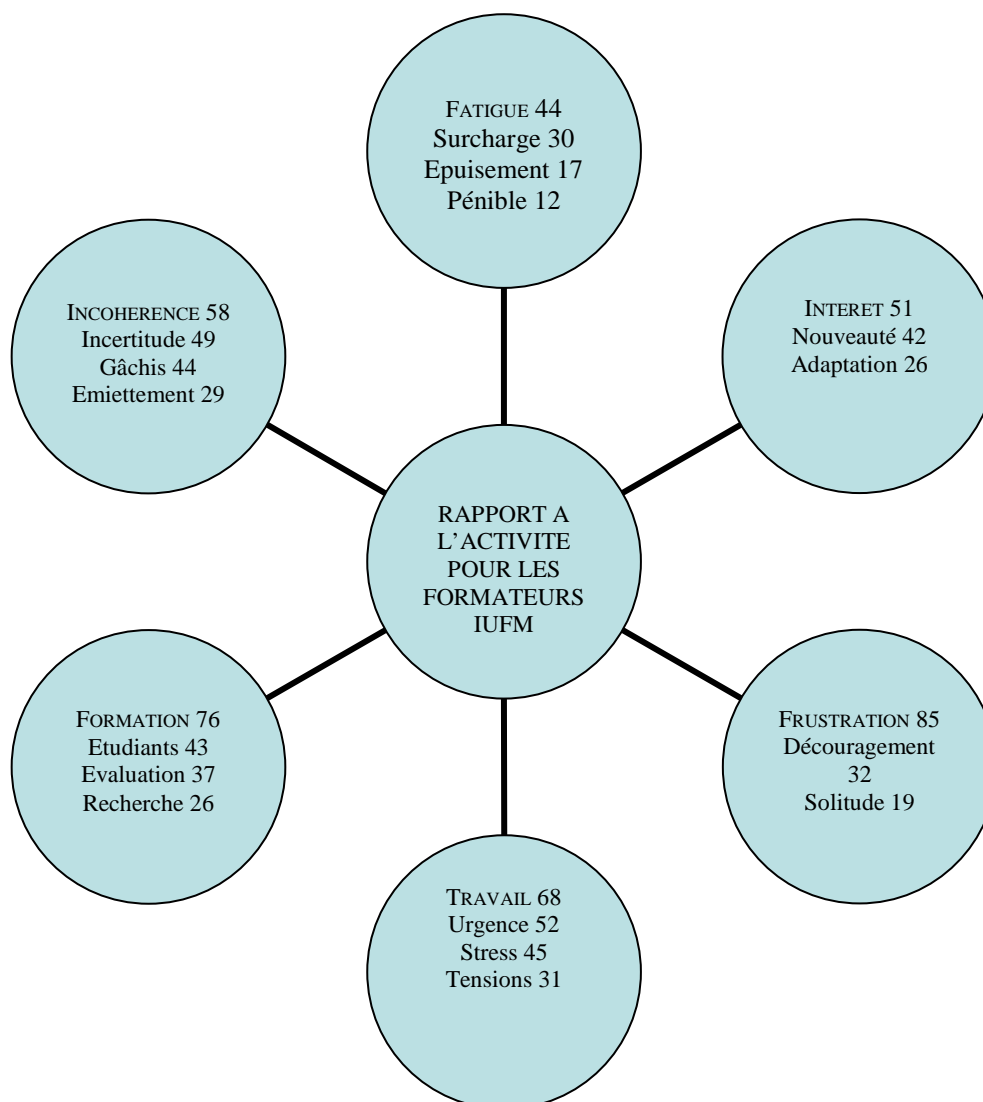 FATIGUE 44
Surcharge 30
Epuisement 17
Pénible 12
INCOHERENCE 58
Incertitude 49
Gâchis 44
Emiettement 29
INTERET 51
Nouveauté 42
Adaptation 26
RAPPORT A
L’ACTIVITE
POUR LES
FORMATEURS
IUFM
FORMATION 76
Etudiants 43
Evaluation 37
Recherche 26
FRUSTRATION 85
Découragement
32
Solitude 19
TRAVAIL 68
Urgence 52
Stress 45
Tensions 31